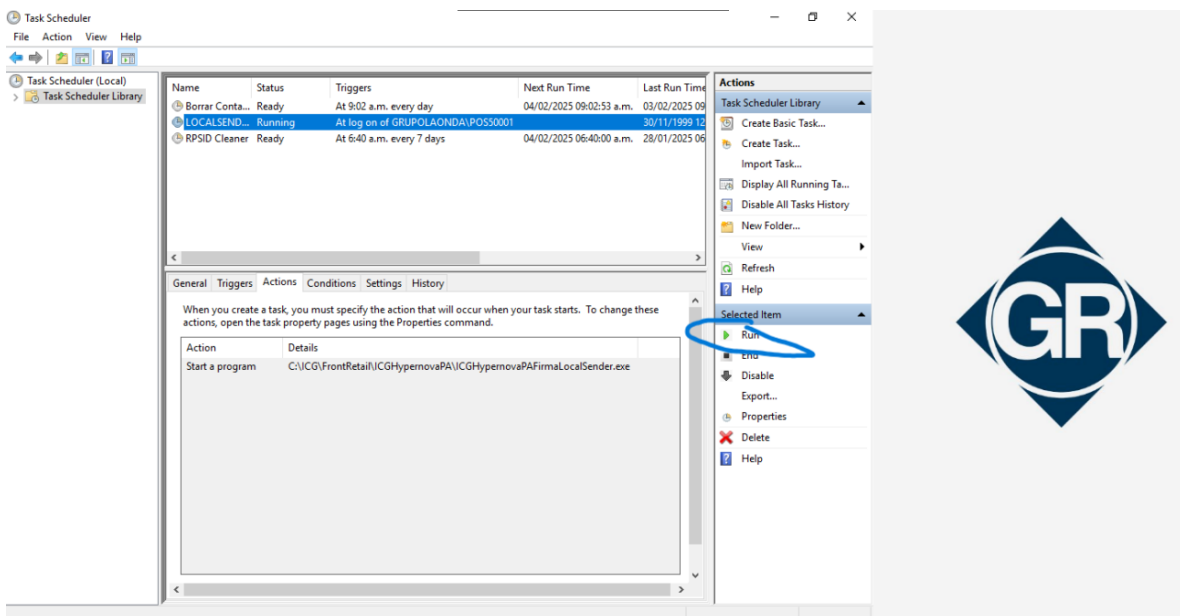 Task Scheduler
File Action View Help
Task Scheduler (Local)
Task Scheduler Library
Name Status Triggers Next Run Time Last Run Time
Borrar Conta... Ready At 9:02 a.m. every day 04/02/2025 09:02:53 a.m. 03/02/2025 09
LOCALSEND... Running At log on of GRUPOLAONDA\POS50001 30/11/1999 12
RPSID Cleaner Ready At 6:40 a.m. every 7 days 04/02/2025 06:40:00 a.m. 28/01/2025 06
General Triggers Actions Conditions Settings History
When you create a task, you must specify the action that will occur when your task starts. To change these
actions, open the task property pages using the Properties command.
Action Details
Start a program C:\ICG\FrontRetail\ICGHypernovaPA\ICGHypernovaPAFirmaLocalSender.exe
Actions
Task Scheduler Library
Create Basic Task...
Create Task...
Import Task...
Display All Running Ta...
Disable All Tasks History
New Folder...
View
Refresh
Help
Selected Item
Run
End
Disable
Export...
Properties
Delete
Help
GR